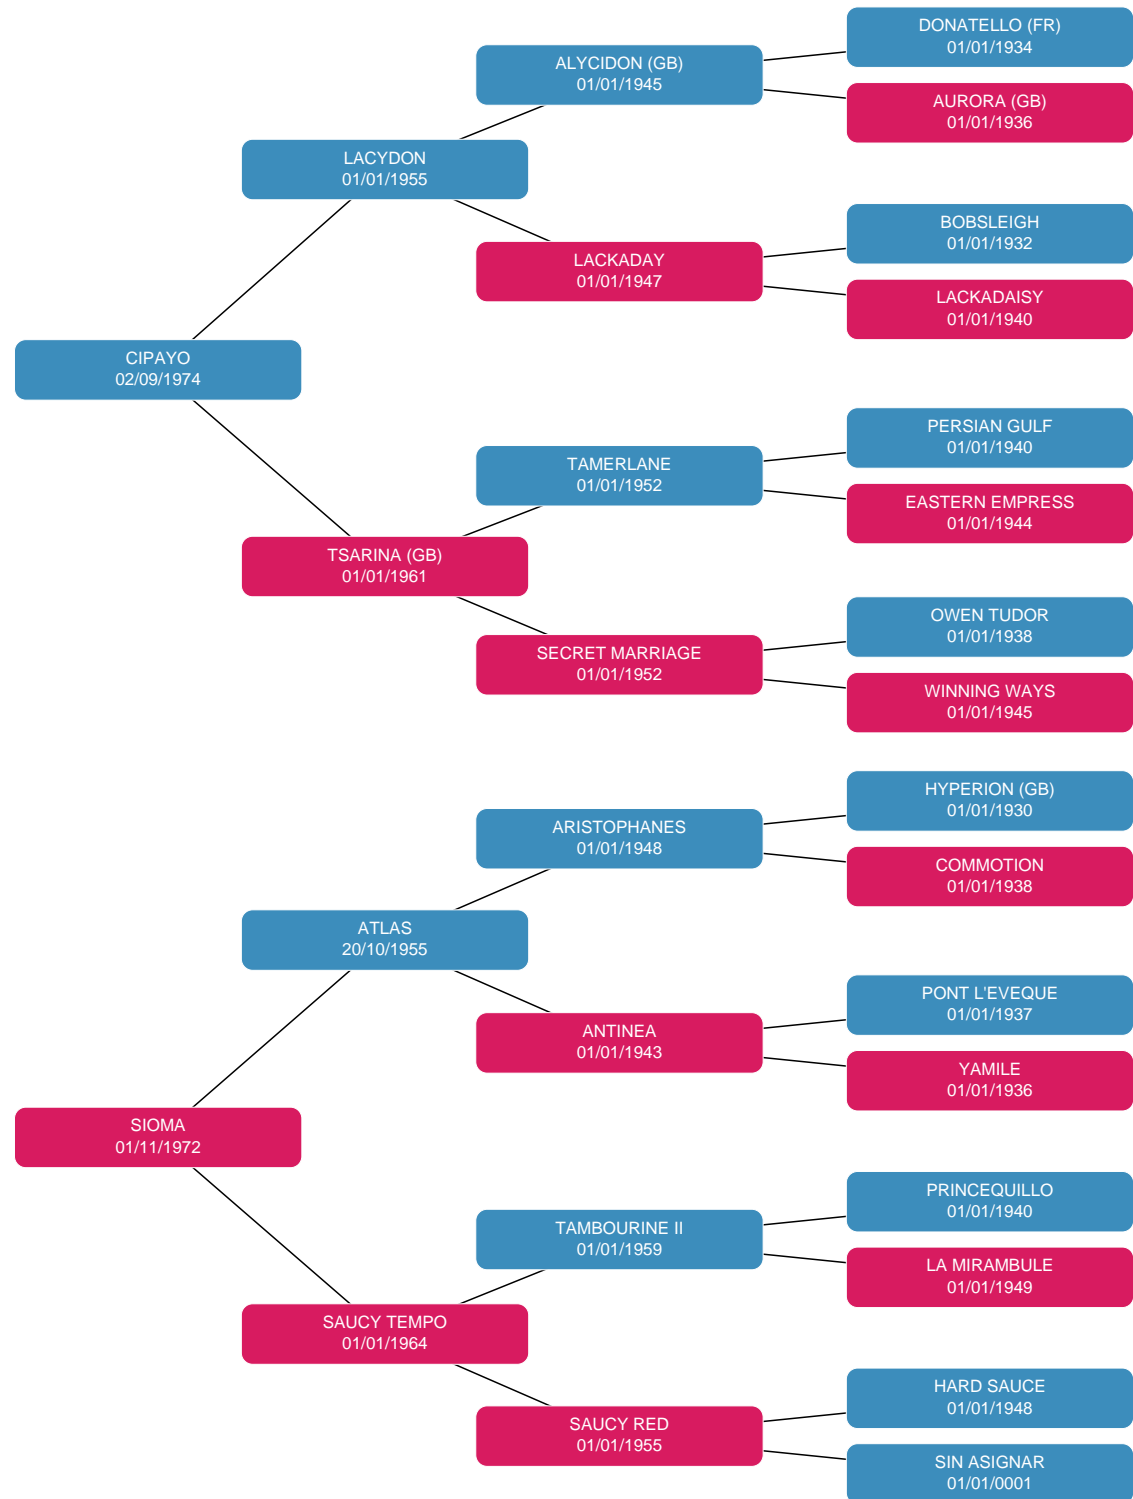 DONATELLO (FR)
01/01/1934
ALYCIDON (GB)
01/01/1945
AURORA (GB)
01/01/1936
LACYDON
01/01/1955
BOBSLEIGH
01/01/1932
LACKADAY
01/01/1947
LACKADAISY
01/01/1940
CIPAYO
02/09/1974
PERSIAN GULF
01/01/1940
TAMERLANE
01/01/1952
EASTERN EMPRESS
01/01/1944
TSARINA (GB)
01/01/1961
OWEN TUDOR
01/01/1938
SECRET MARRIAGE
01/01/1952
WINNING WAYS
01/01/1945
HYPERION (GB)
01/01/1930
ARISTOPHANES
01/01/1948
COMMOTION
01/01/1938
ATLAS
20/10/1955
PONT L'EVEQUE
01/01/1937
ANTINEA
01/01/1943
YAMILE
01/01/1936
SIOMA
01/11/1972
PRINCEQUILLO
01/01/1940
TAMBOURINE II
01/01/1959
LA MIRAMBULE
01/01/1949
SAUCY TEMPO
01/01/1964
HARD SAUCE
01/01/1948
SAUCY RED
01/01/1955
SIN ASIGNAR
01/01/0001